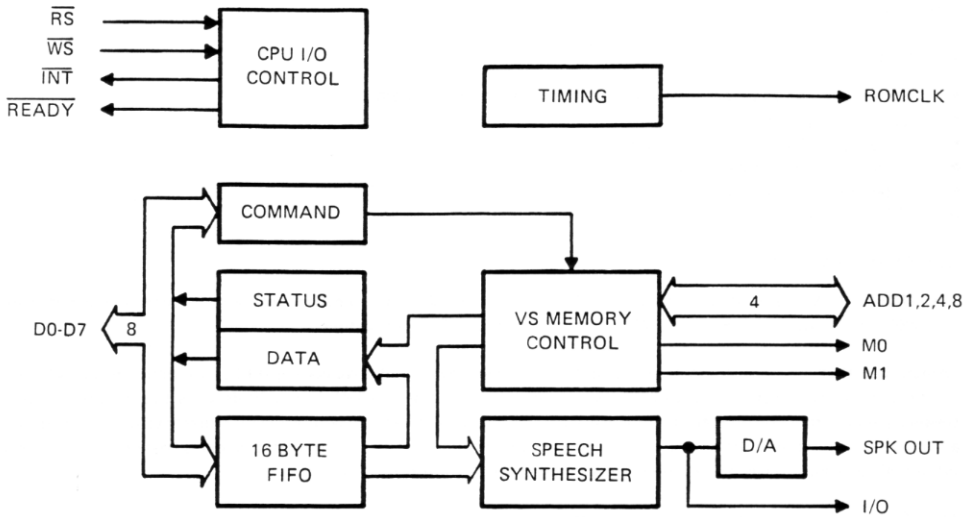 RS
WS
INT
READY
CPU I/O
CONTROL
TIMING
ROMCLK
COMMAND
STATUS
DATA
D0-D7
8
VS MEMORY
CONTROL
4
ADD1,2,4,8
M0
M1
16 BYTE
FIFO
SPEECH
SYNTHESIZER
D/A
SPK OUT
I/O